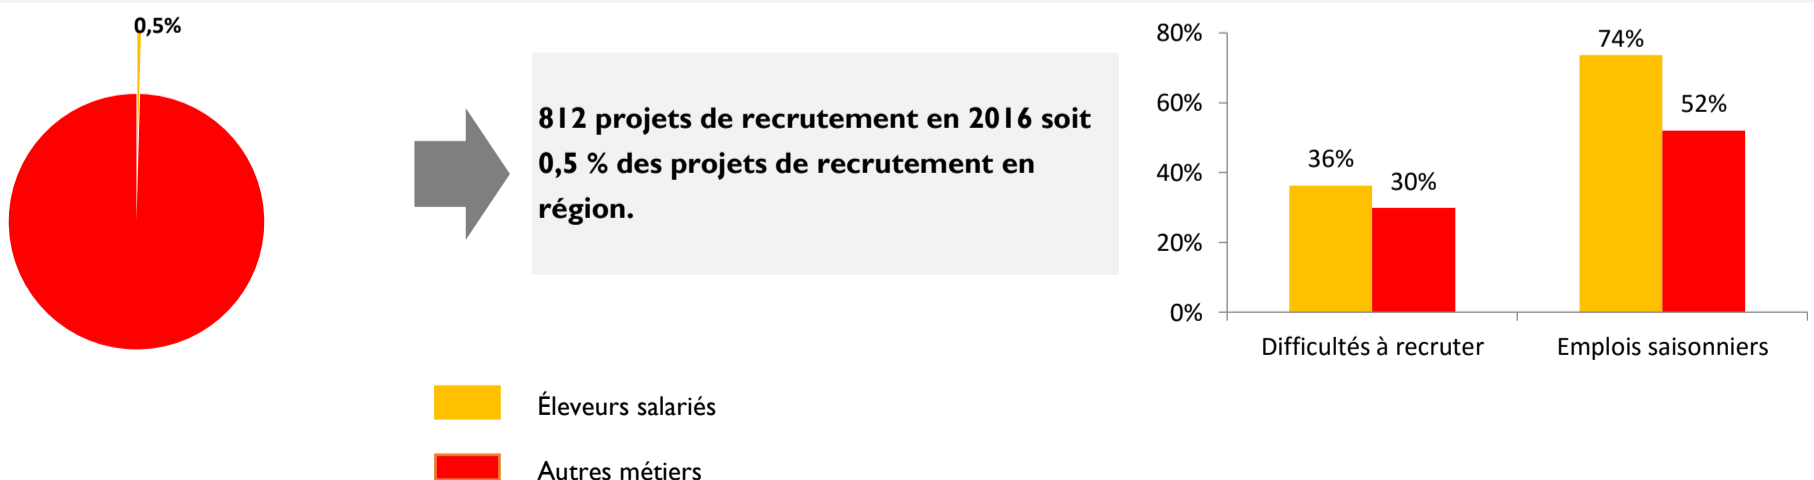 0,5%
812 projets de recrutement en 2016 soit
0,5 % des projets de recrutement en
région.
80%
60%
40%
20%
0%
36%
30%
74%
52%
Difficultés à recruter
Emplois saisonniers
Éleveurs salariés
Autres métiers